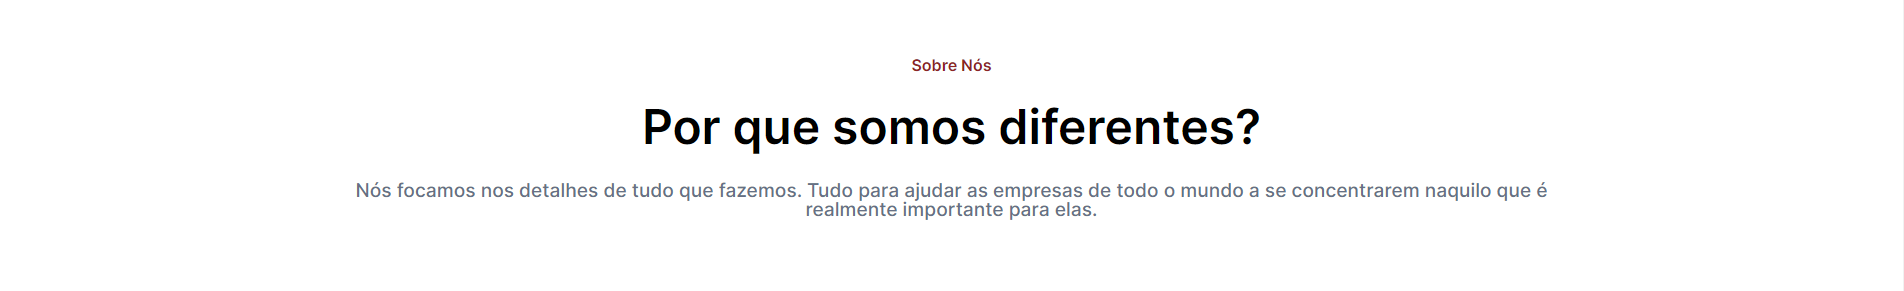 Sobre Nós
Por que somos diferentes?
Nós focamos nos detalhes de tudo que fazemos. Tudo para ajudar as empresas de todo o mundo a se concentrarem naquilo que é
realmente importante para elas.